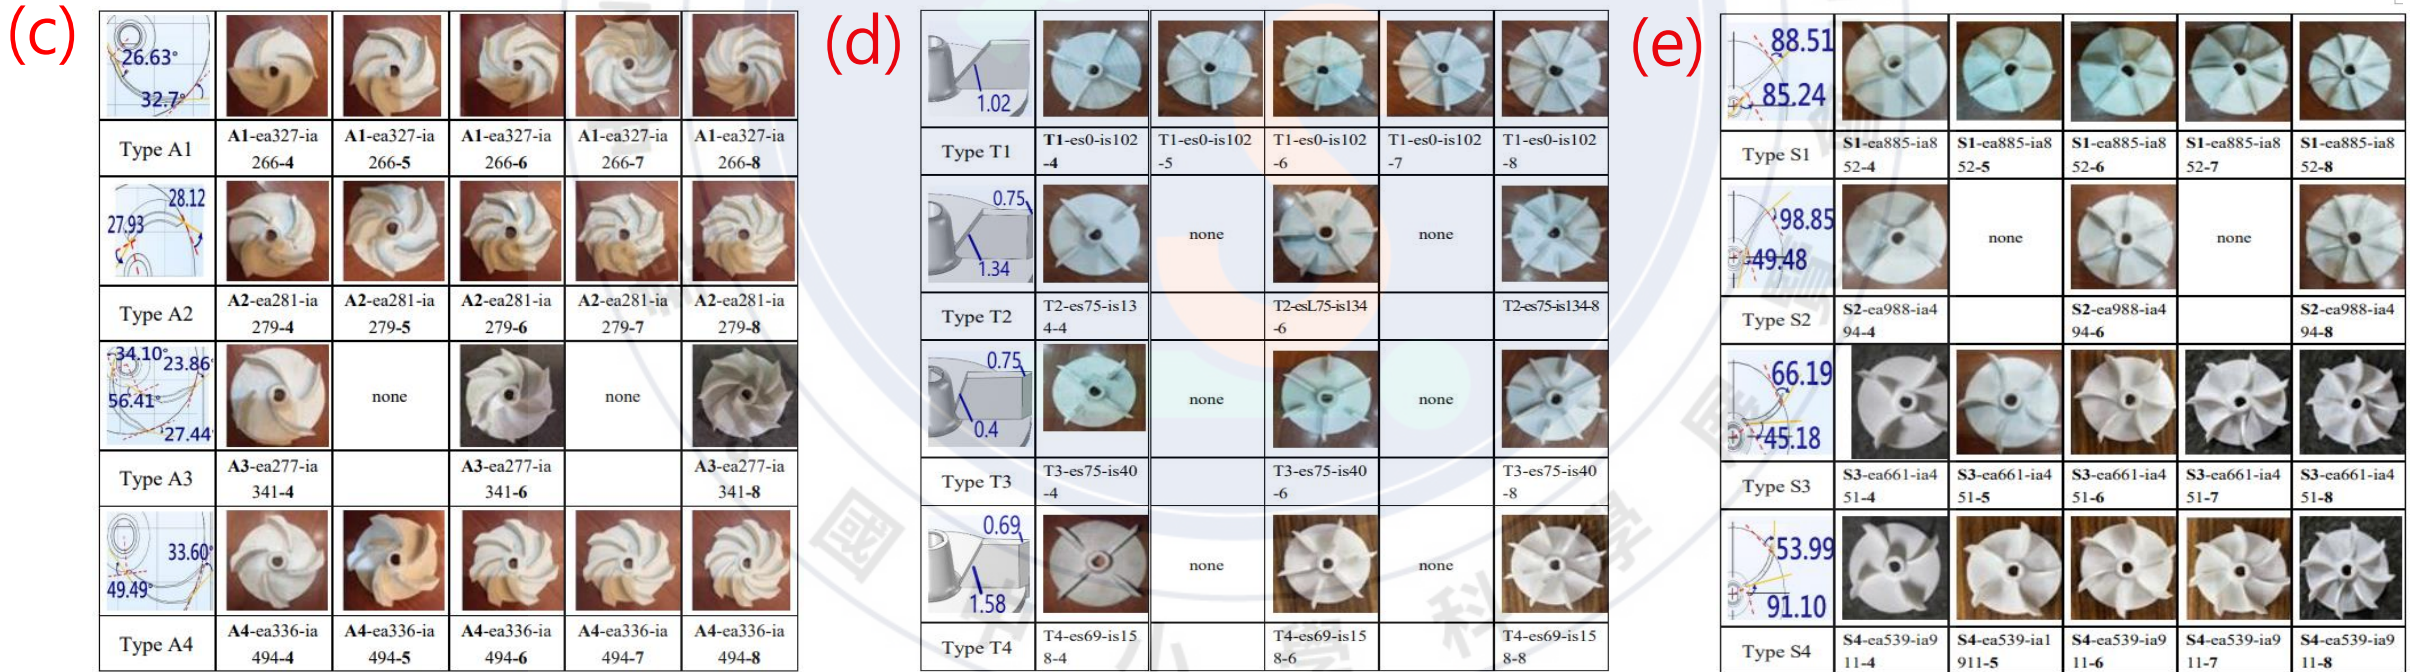 (c)
26.63°
32.7°
Type A1
A1-ea327-ia
266-4
A1-ea327-ia
266-5
A1-ea327-ia
266-6
A1-ea327-ia
266-7
A1-ea327-ia
266-8
28.12
27.93
Type A2
A2-ea281-ia
279-4
A2-ea281-ia
279-5
A2-ea281-ia
279-6
A2-ea281-ia
279-7
A2-ea281-ia
279-8
34.10°
23.86°
56.41°
27.44
none
none
Type A3
A3-ea277-ia
341-4
A3-ea277-ia
341-6
A3-ea277-ia
341-8
33.60°
49.49°
Type A4
A4-ea336-ia
494-4
A4-ea336-ia
494-5
A4-ea336-ia
494-6
A4-ea336-ia
494-7
A4-ea336-ia
494-8
(d)
1.02
Type T1
T1-es0-is102
-4
T1-es0-is102
-5
T1-es0-is102
-6
T1-es0-is102
-7
T1-es0-is102
-8
0.75
1.34
none
none
Type T2
T2-es75-is13
4-4
T2-esL75-is134
-6
T2-es75-is134-8
0.75
0.4
none
none
Type T3
T3-es75-is40
-4
T3-es75-is40
-6
T3-es75-is40
-8
0.69
1.58
none
none
Type T4
T4-es69-is15
8-4
T4-es69-is15
8-6
T4-es69-is15
8-8
(e)
88.51
85.24
Type S1
S1-ea885-ia8
52-4
S1-ea885-ia8
52-5
S1-ea885-ia8
52-6
S1-ea885-ia8
52-7
S1-ea885-ia8
52-8
98.85
49.48
none
none
Type S2
S2-ea988-ia4
94-4
S2-ea988-ia4
94-6
S2-ea988-ia4
94-8
66.19
45.18
Type S3
S3-ea661-ia4
51-4
S3-ea661-ia4
51-5
S3-ea661-ia4
51-6
S3-ea661-ia4
51-7
S3-ea661-ia4
51-8
53.99
91.10
Type S4
S4-ea539-ia9
11-4
S4-ea539-ia1
911-5
S4-ea539-ia9
11-6
S4-ea539-ia9
11-7
S4-ea539-ia9
11-8
國
中
小
學
科
學